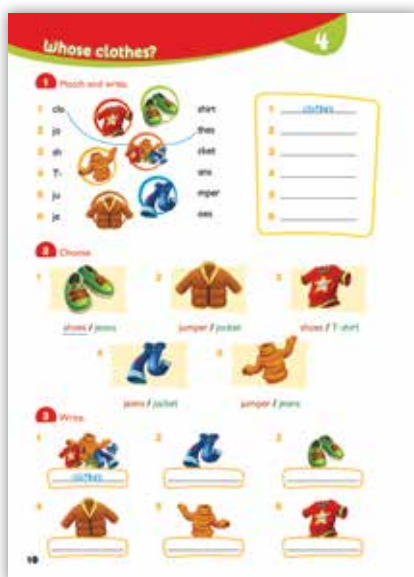 Whose clothes?
4
1 Match and write.
1 clo shirt
2 ja thes
3 sh cket
4 T- ans
5 ju mper
6 je oes
1 clothes
2
3
4
5
6
2 Choose.
1 2 3
shoes / jeans jumper / jacket shoes / T-shirt
4 5
jeans / jacket jumper / jeans
3 Write.
1 2 3
clothes
4 5 6
10